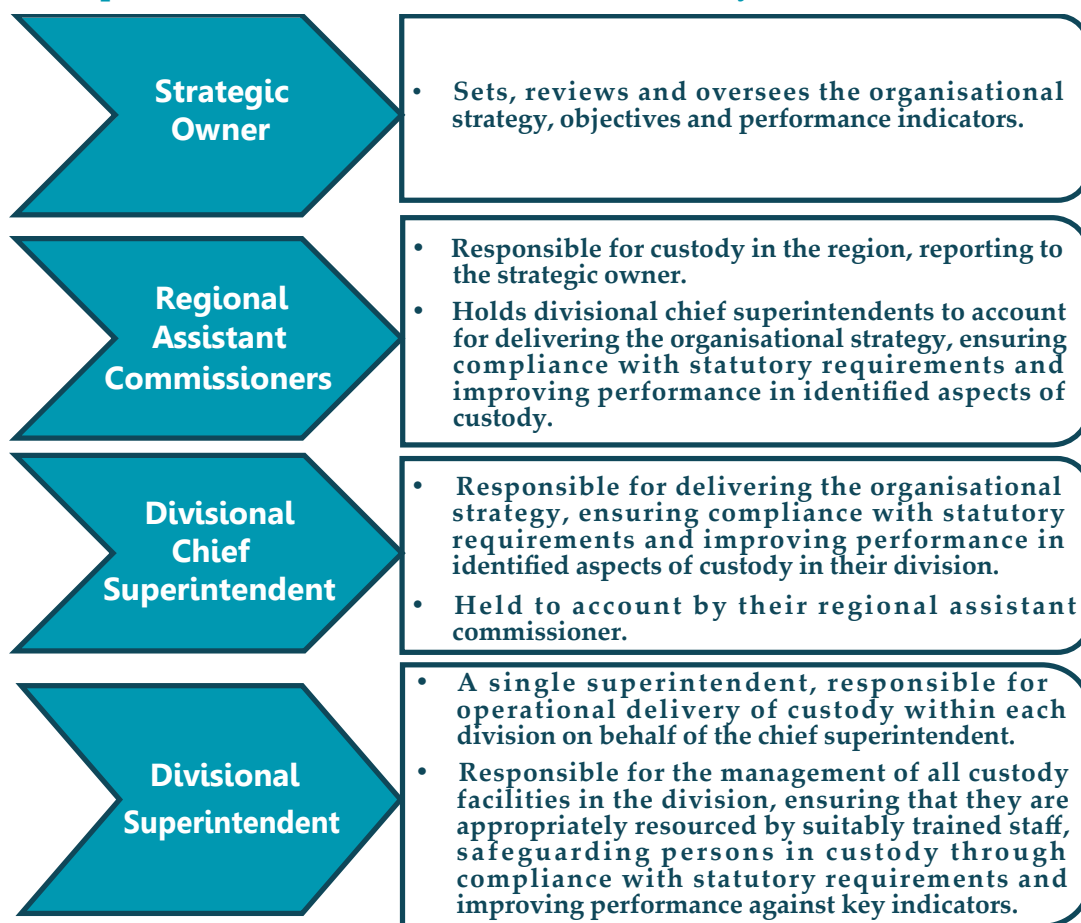 Strategic
Owner
• Sets, reviews and oversees the organisational
strategy, objectives and performance indicators.
Regional
Assistant
Commissioners
• Responsible for custody in the region, reporting to
the strategic owner.
• Holds divisional chief superintendents to account
for delivering the organisational strategy, ensuring
compliance with statutory requirements and
improving performance in identified aspects of
custody.
Divisional
Chief
Superintendent
• Responsible for delivering the organisational
strategy, ensuring compliance with statutory
requirements and improving performance in
identified aspects of custody in their division.
• Held to account by their regional assistant
commissioner.
Divisional
Superintendent
• A single superintendent, responsible for
operational delivery of custody within each
division on behalf of the chief superintendent.
• Responsible for the management of all custody
facilities in the division, ensuring that they are
appropriately resourced by suitably trained staff,
safeguarding persons in custody through
compliance with statutory requirements and
improving performance against key indicators.